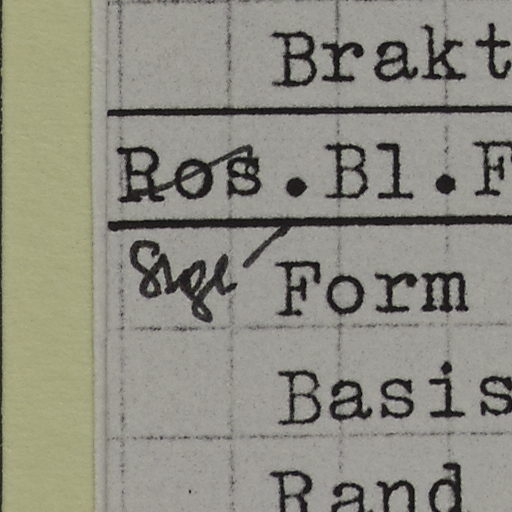 Brakt
Ros.Bl.F
Form
Basis
Rand